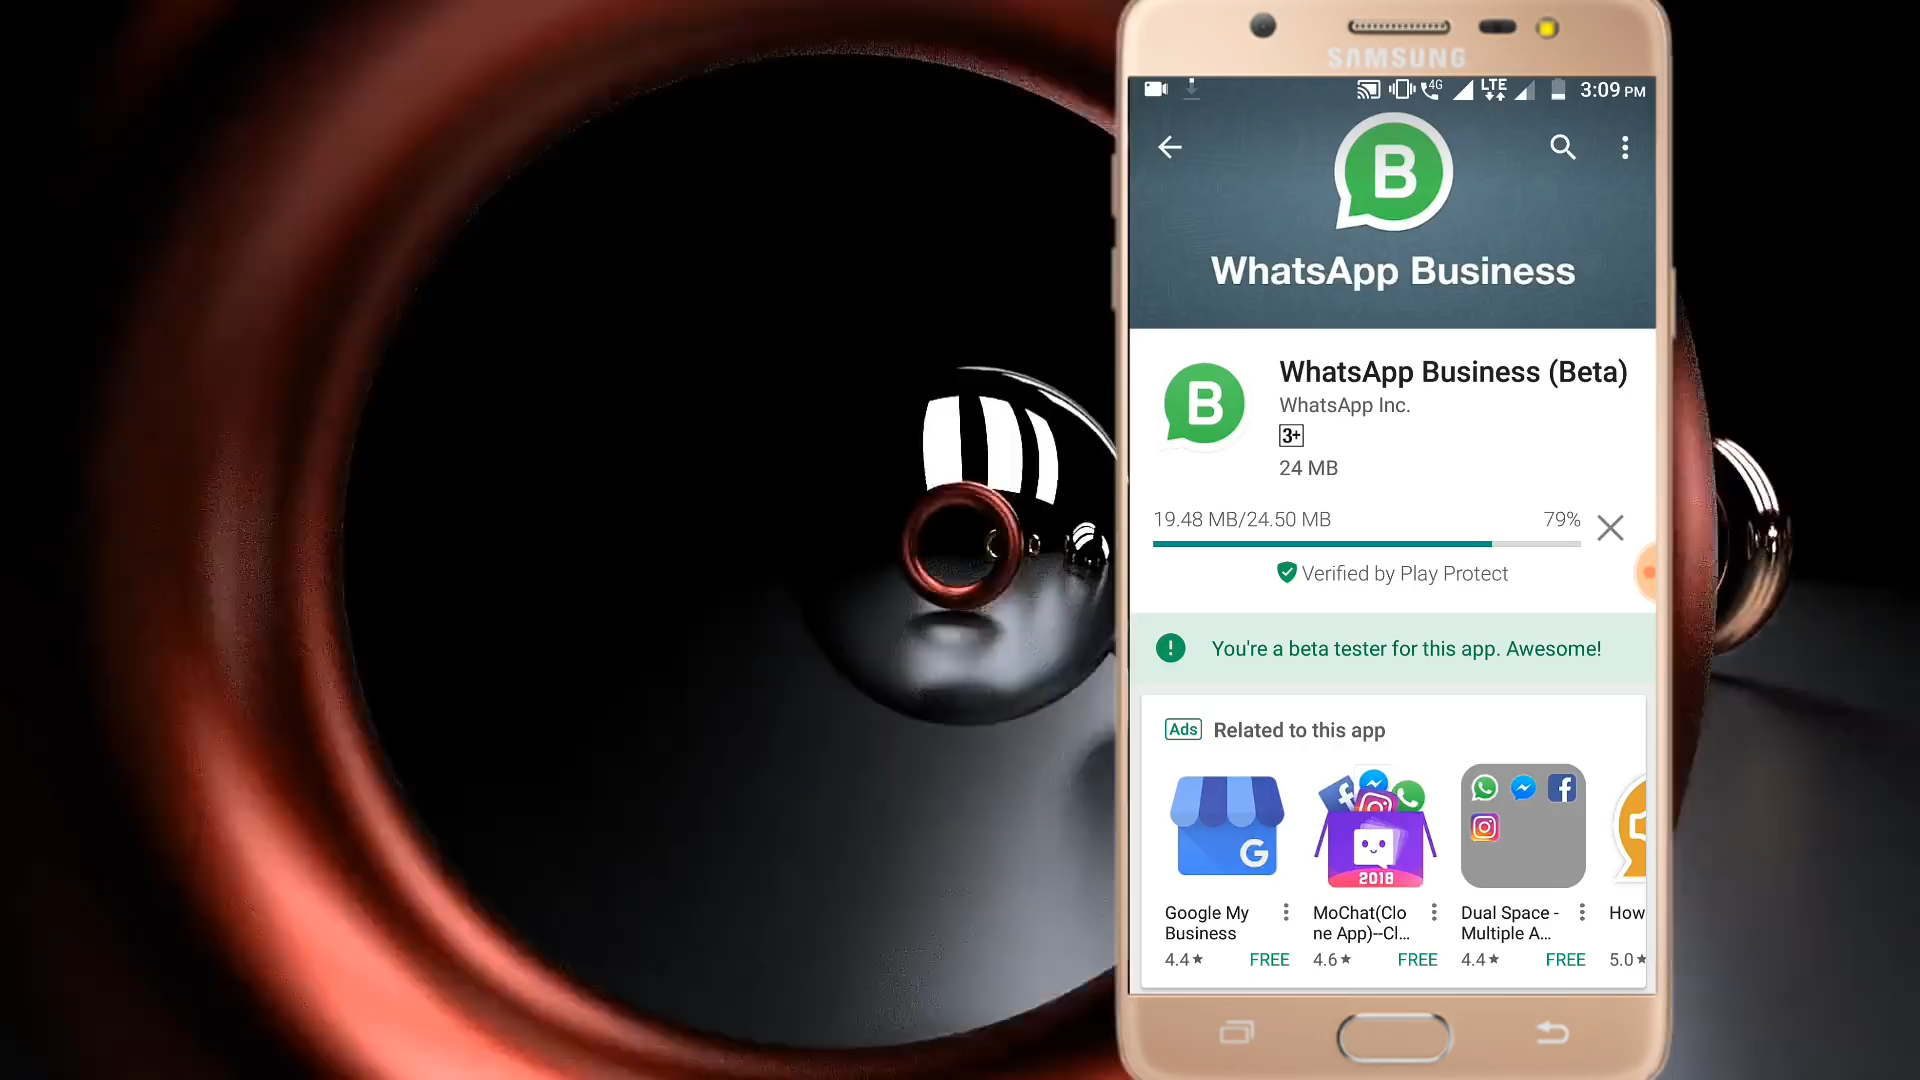 SAMSUNG
4G LTE 3:09 PM
B
WhatsApp Business
B
WhatsApp Business (Beta)
WhatsApp Inc.
3+
24 MB
19.48 MB/24.50 MB 79%
Verified by Play Protect
! You're a beta tester for this app. Awesome!
Ads Related to this app
G
2018
Google My
Business
4.4★ FREE
MoChat(Clo
ne App)--Cl...
4.6★ FREE
Dual Space -
Multiple A...
4.4★ FREE
How
5.0★